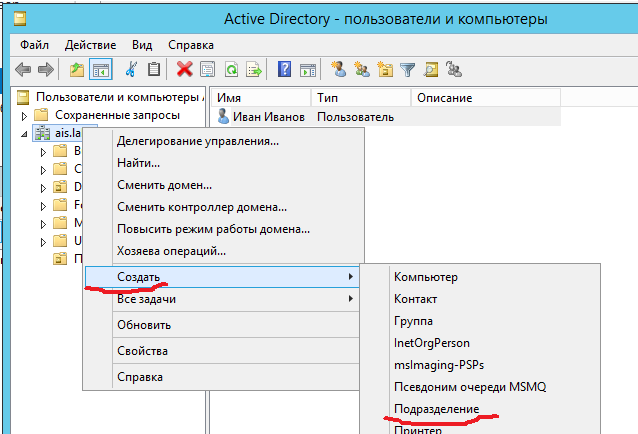 Active Directory - пользователи и компьютеры
Файл Действие Вид Справка
Пользователи и компьютеры
Сохраненные запросы
ais.la
B
C
D
Fo
M
U
П
Имя Тип Описание
Иван Иванов Пользователь
Делегирование управления...
Найти...
Сменить домен...
Сменить контроллер домена...
Повысить режим работы домена...
Хозяева операций...
Создать
Все задачи
Обновить
Свойства
Справка
Компьютер
Контакт
Группа
InetOrgPerson
msImaging-PSPs
Псевдоним очереди MSMQ
Подразделение
Принтер